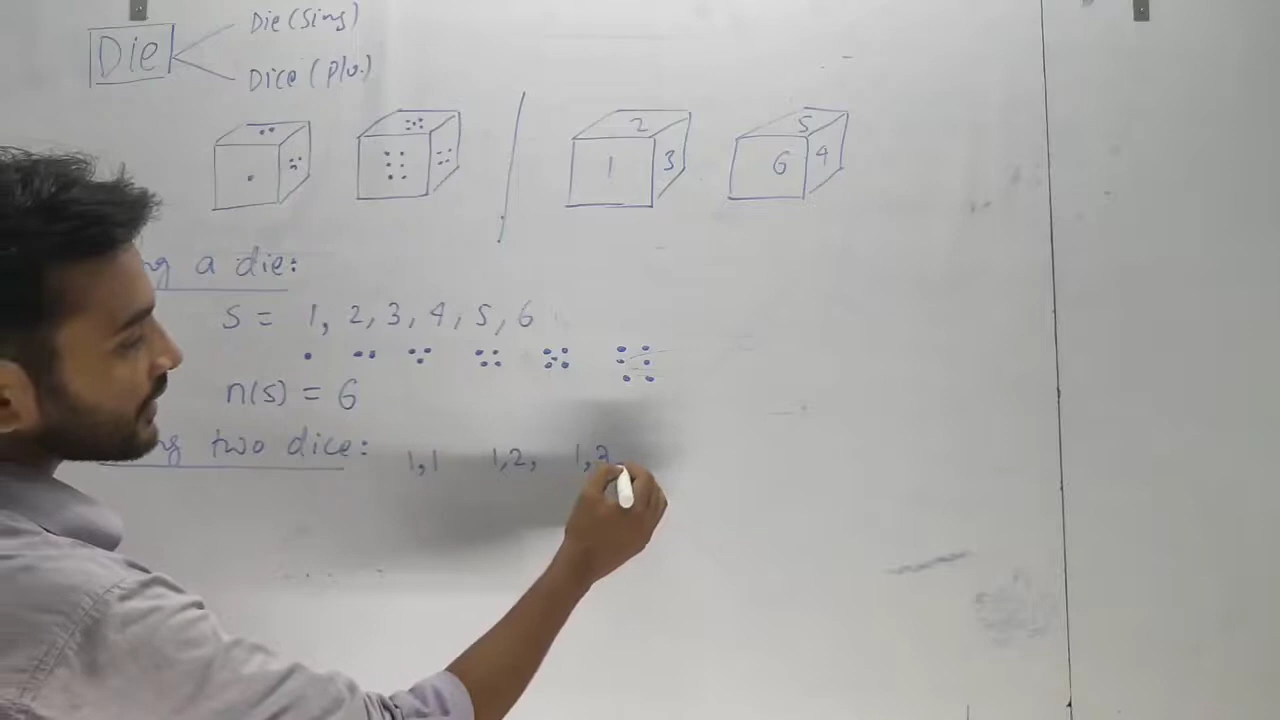 Die
Die (Sing)
Dice (Plu.)
2
1
3
5
6
4
a die:
S = 1, 2, 3, 4, 5, 6
n(s) = 6
two dice: 1,1 1,2,